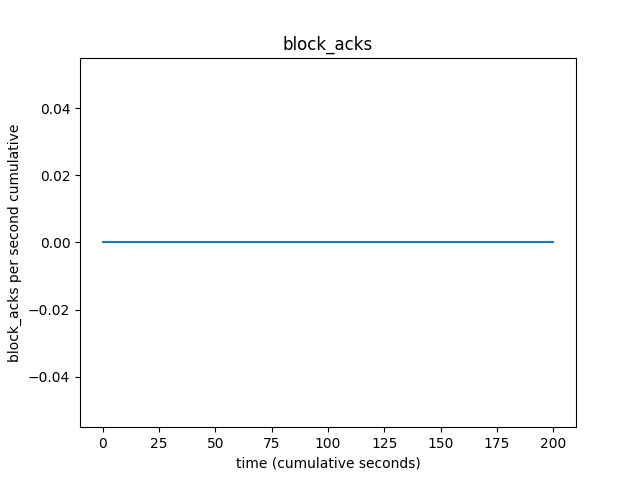 block_acks
block_acks per second cumulative
0.04
0.02
0.00
−0.02
−0.04
0 25 50 75 100 125 150 175 200
time (cumulative seconds)